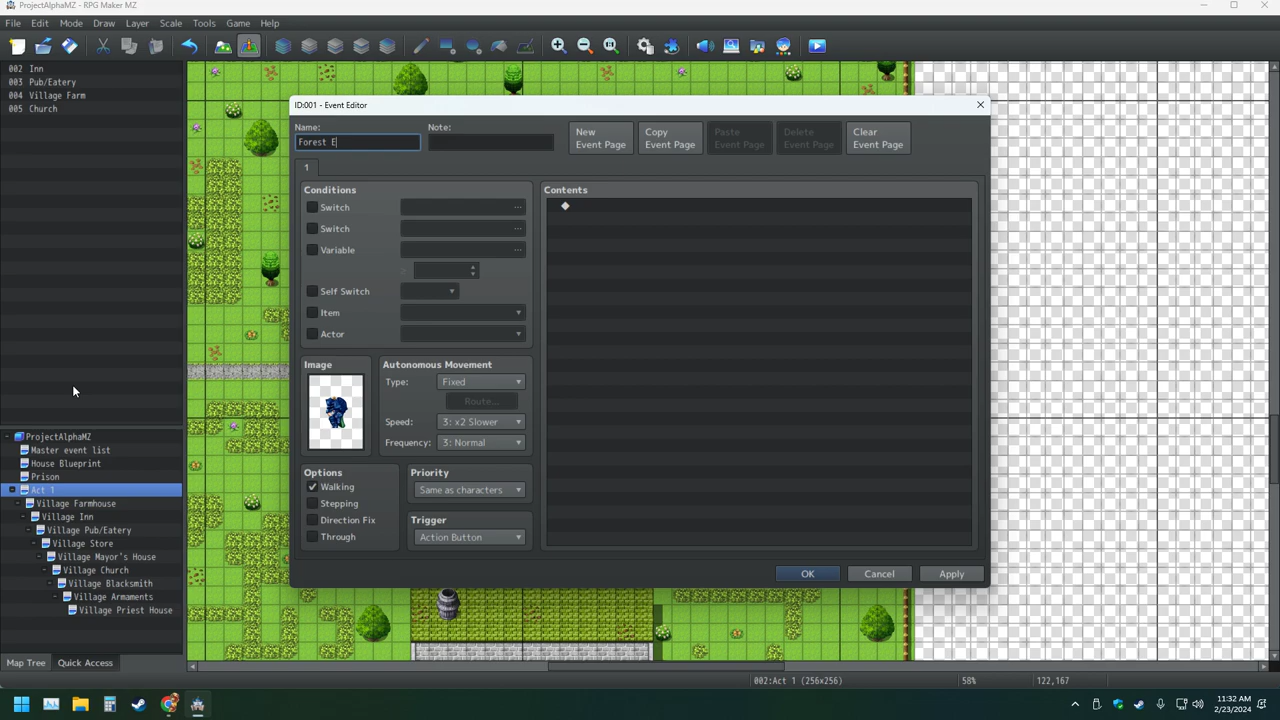 ProjectAlphaMZ - RPG Maker MZ
File Edit Mode Draw Layer Scale Tools Game Help
002 Inn
003 Pub/Eatery
004 Village Farm
005 Church
ID:001 - Event Editor
Name: Note:
Forest E
New Event Page
Copy Event Page
Paste Event Page
Delete Event Page
Clear Event Page
1
Conditions
Switch ...
Switch ...
Variable ...
≥
Self Switch
Item
Actor
Image
Autonomous Movement
Type: Fixed
Route...
Speed: 3: x2 Slower
Frequency: 3: Normal
Options
Walking
Stepping
Direction Fix
Through
Priority
Same as characters
Trigger
Action Button
Contents
OK Cancel Apply
ProjectAlphaMZ
Master event list
House Blueprint
Prison
Act 1
Village Farmhouse
Village Inn
Village Pub/Eatery
Village Store
Village Mayor's House
Village Church
Village Blacksmith
Village Armaments
Village Priest House
Map Tree Quick Access
002:Act 1 (256x256) 58% 122,167
11:32 AM
2/23/2024